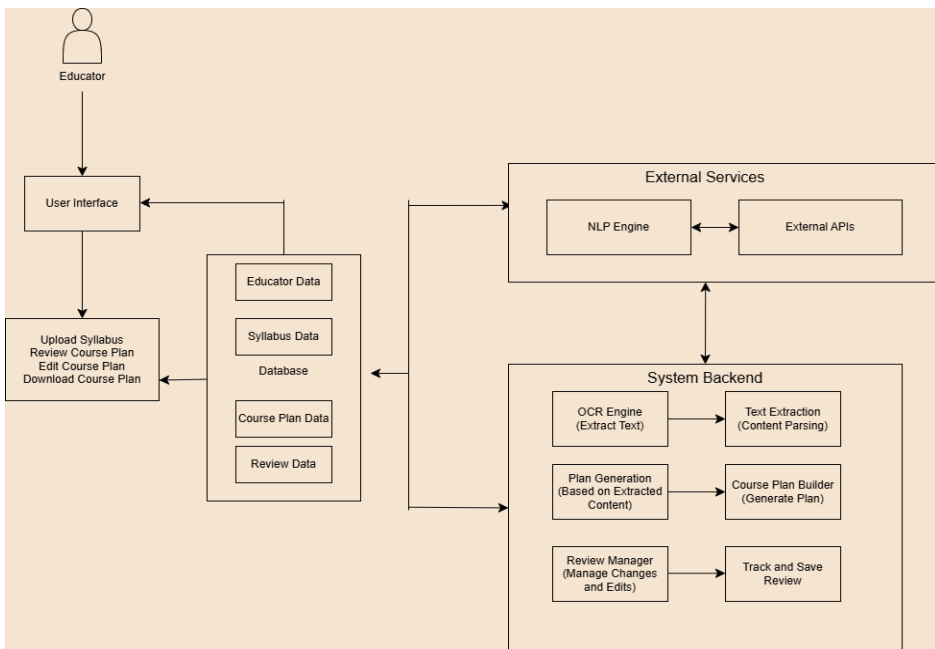 Educator
User Interface
Upload Syllabus
Review Course Plan
Edit Course Plan
Download Course Plan
Educator Data
Syllabus Data
Database
Course Plan Data
Review Data
External Services
NLP Engine
External APIs
System Backend
OCR Engine
(Extract Text)
Text Extraction
(Content Parsing)
Plan Generation
(Based on Extracted
Content)
Course Plan Builder
(Generate Plan)
Review Manager
(Manage Changes
and Edits)
Track and Save
Review